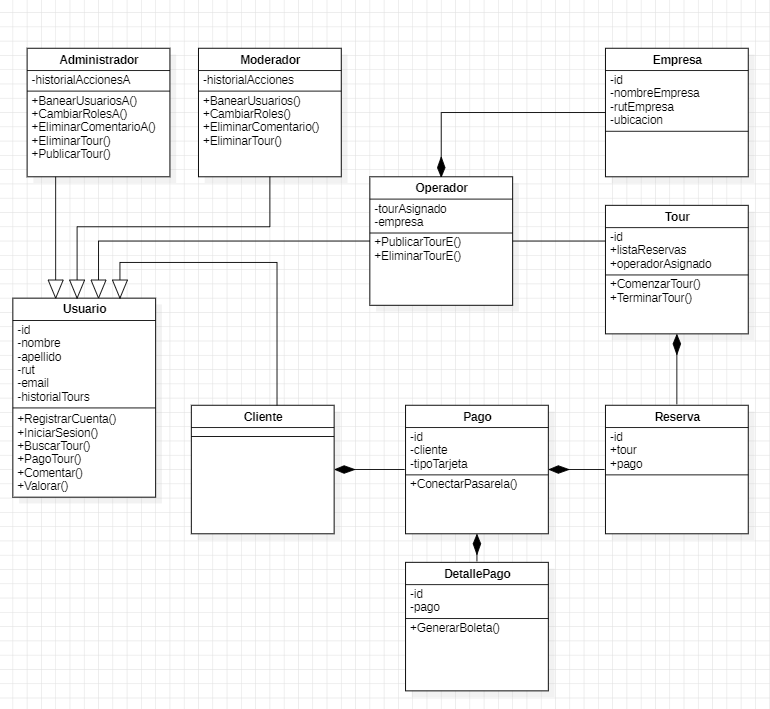 Administrador
-historialAccionesA
+BanearUsuariosA()
+CambiarRolesA()
+EliminarComentarioA()
+EliminarTour()
+PublicarTour()
Moderador
-historialAcciones
+BanearUsuarios()
+CambiarRoles()
+EliminarComentario()
+EliminarTour()
Empresa
-id
-nombreEmpresa
-rutEmpresa
-ubicacion
Operador
-tourAsignado
-empresa
+PublicarTourE()
+EliminarTourE()
Tour
-id
+listaReservas
+operadorAsignado
+ComenzarTour()
+TerminarTour()
Usuario
-id
-nombre
-apellido
-rut
-email
-historialTours
+RegistrarCuenta()
+IniciarSesion()
+BuscarTour()
+PagoTour()
+Comentar()
+Valorar()
Cliente
Pago
-id
-cliente
-tipoTarjeta
+ConectarPasarela()
Reserva
-id
+tour
+pago
DetallePago
-id
-pago
+GenerarBoleta()